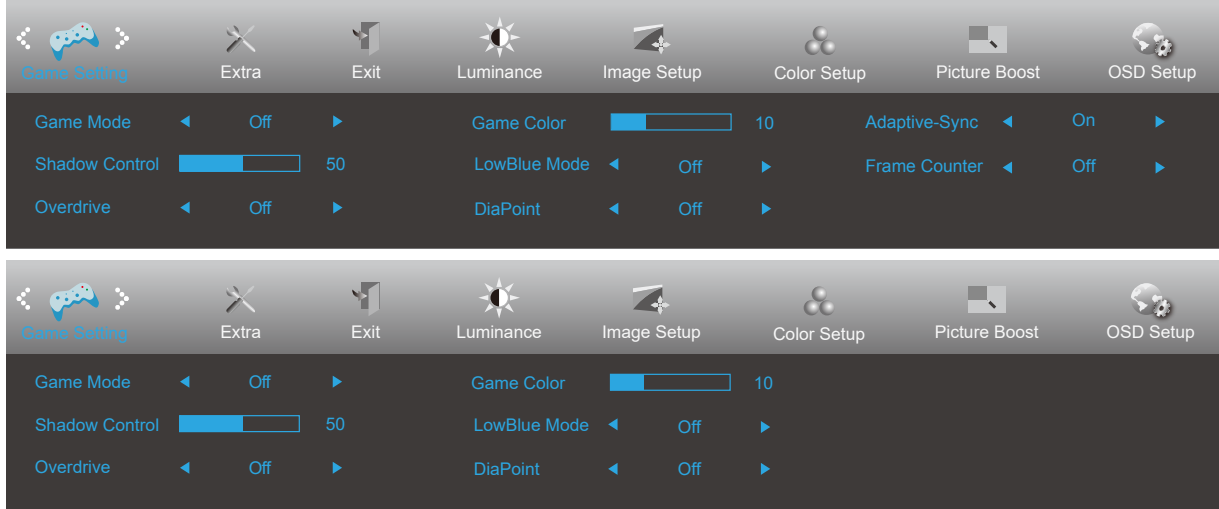 Game Setting Extra Exit Luminance Image Setup Color Setup Picture Boost OSD Setup
Game Mode Off Game Color 10 Adaptive-Sync On
Shadow Control 50 LowBlue Mode Off Frame Counter Off
Overdrive Off DiaPoint Off
Game Setting Extra Exit Luminance Image Setup Color Setup Picture Boost OSD Setup
Game Mode Off Game Color 10
Shadow Control 50 LowBlue Mode Off
Overdrive Off DiaPoint Off